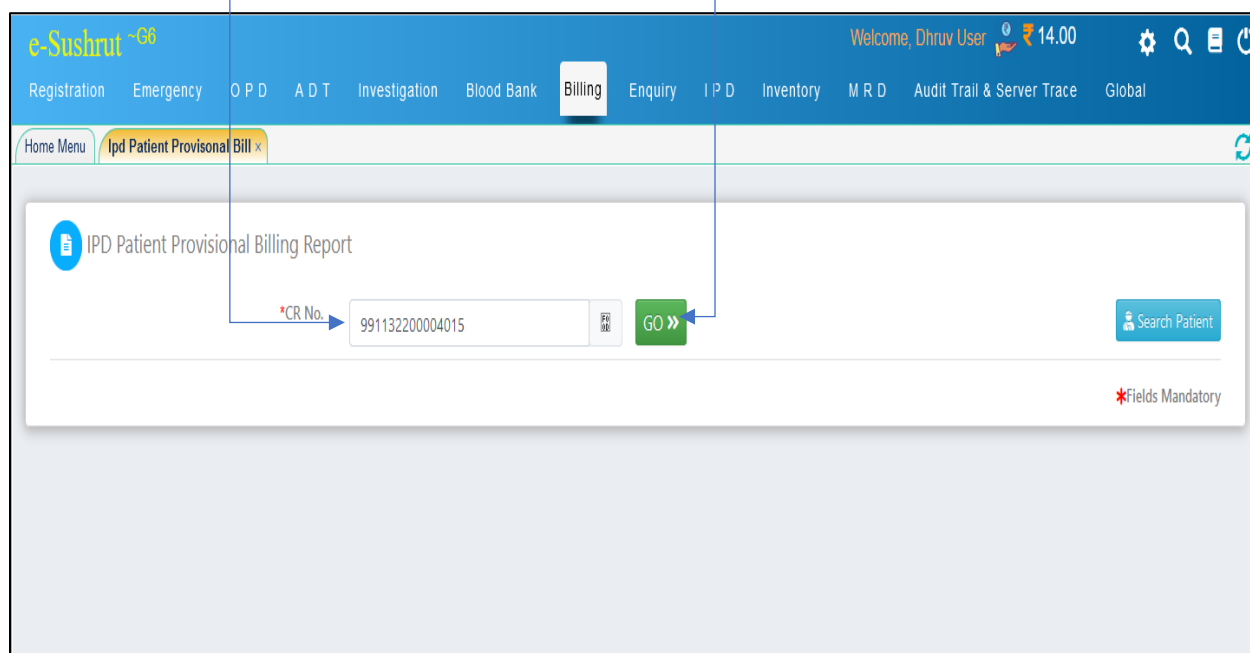 e-Sushrut ~G6
Welcome, Dhruv User ₹ 14.00
Registration Emergency O P D A D T Investigation Blood Bank Billing Enquiry I P D Inventory M R D Audit Trail & Server Trace Global
Home Menu Ipd Patient Provisonal Bill ×
IPD Patient Provisional Billing Report
*CR No. 991132200004015 GO » Search Patient
*Fields Mandatory